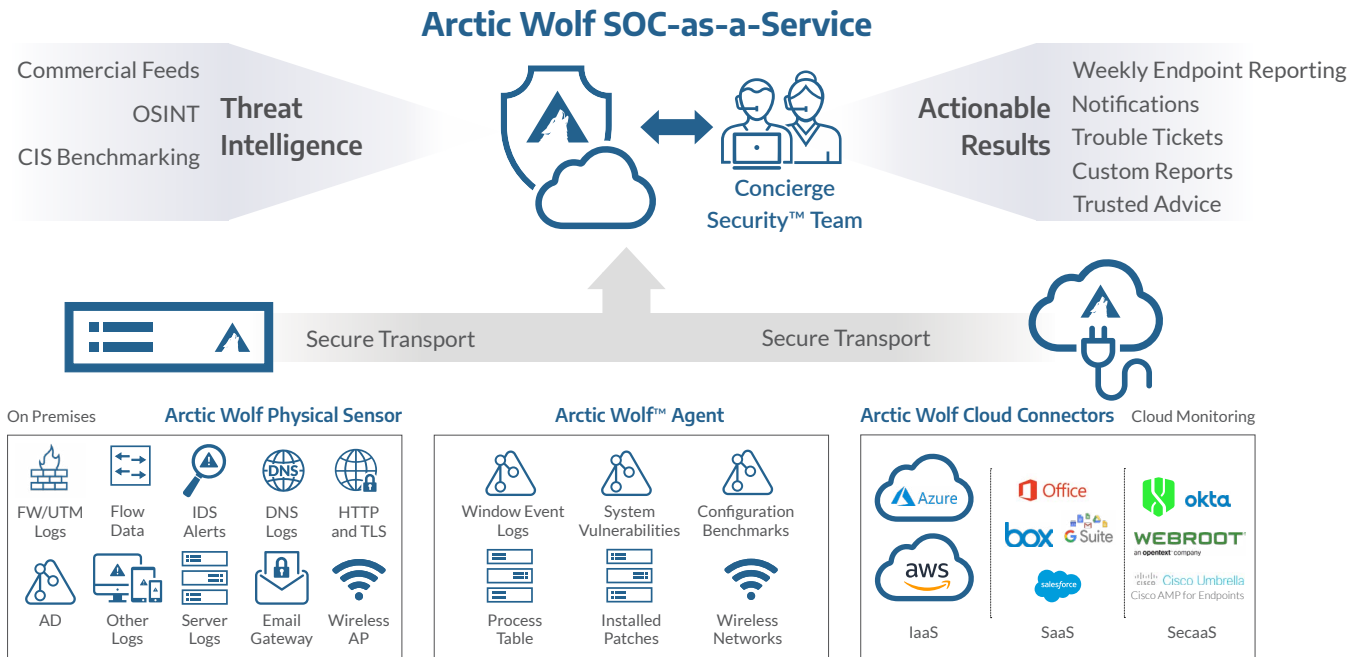 Arctic Wolf SOC-as-a-Service
Commercial Feeds
OSINT
CIS Benchmarking
Threat
Intelligence
Concierge
Security™ Team
Actionable
Results
Weekly Endpoint Reporting
Notifications
Trouble Tickets
Custom Reports
Trusted Advice
Secure Transport
Secure Transport
On Premises
Arctic Wolf Physical Sensor
FW/UTM
Logs
Flow
Data
IDS
Alerts
DNS
DNS
Logs
HTTP
and TLS
AD
Other
Logs
Server
Logs
Email
Gateway
Wireless
AP
Arctic Wolf™ Agent
Window Event
Logs
System
Vulnerabilities
Configuration
Benchmarks
Process
Table
Installed
Patches
Wireless
Networks
Arctic Wolf Cloud Connectors
Cloud Monitoring
Azure
aws
IaaS
Office
box
G Suite
salesforce
SaaS
okta
WEBROOT®
an opentext™ company
CISCO Cisco Umbrella
Cisco AMP for Endpoints
SecaaS